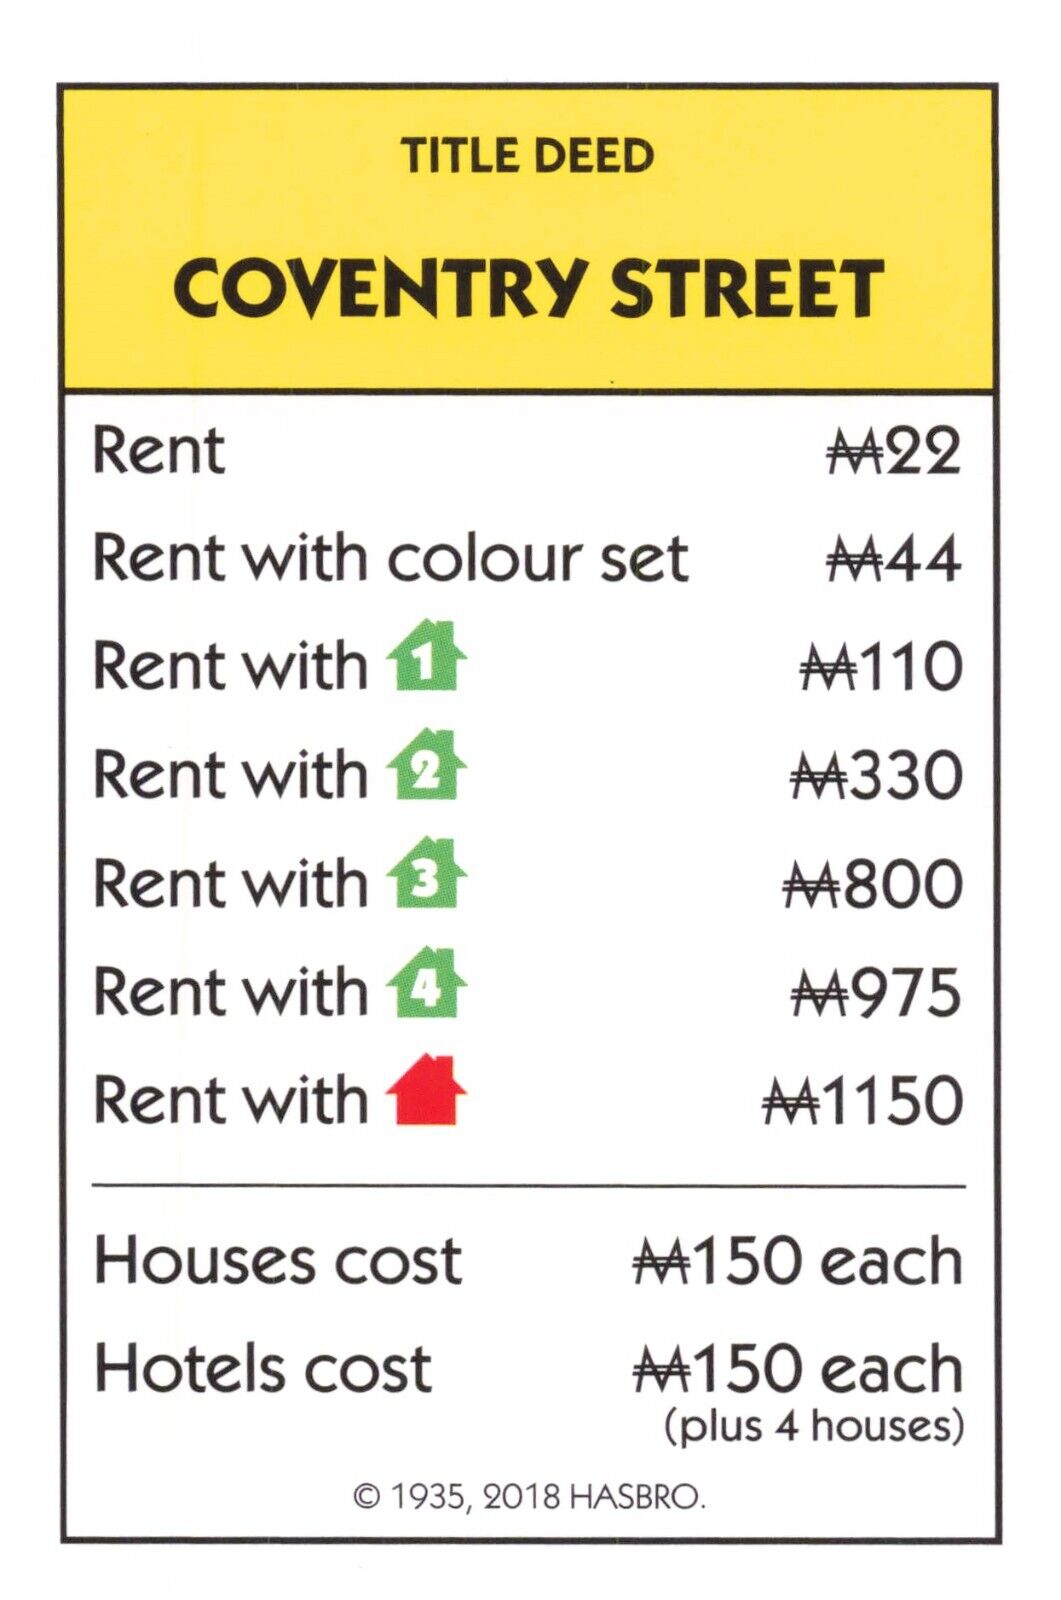 TITLE DEED
COVENTRY STREET
Rent ₩22
Rent with colour set ₩44
Rent with 1 ₩110
Rent with 2 ₩330
Rent with 3 ₩800
Rent with 4 ₩975
Rent with ₩1150
Houses cost ₩150 each
Hotels cost ₩150 each
(plus 4 houses)
© 1935, 2018 HASBRO.